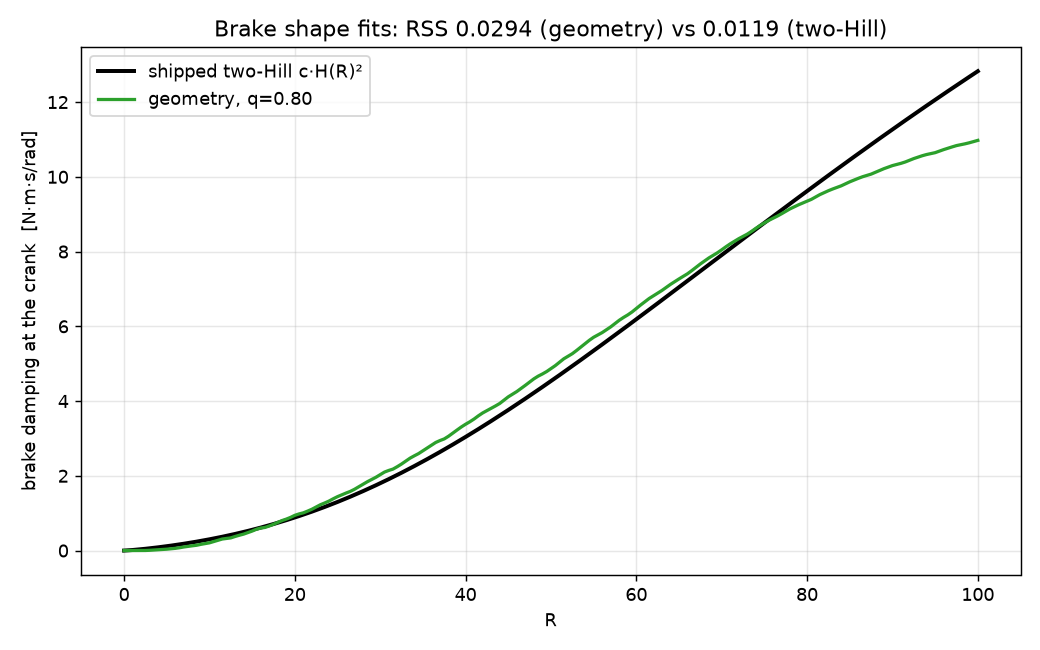 Brake shape fits: RSS 0.0294 (geometry) vs 0.0119 (two-Hill)
shipped two-Hill c·H(R)²
geometry, q=0.80
brake damping at the crank [N·m·s/rad]
12
10
8
6
4
2
0
0 20 40 60 80 100
R